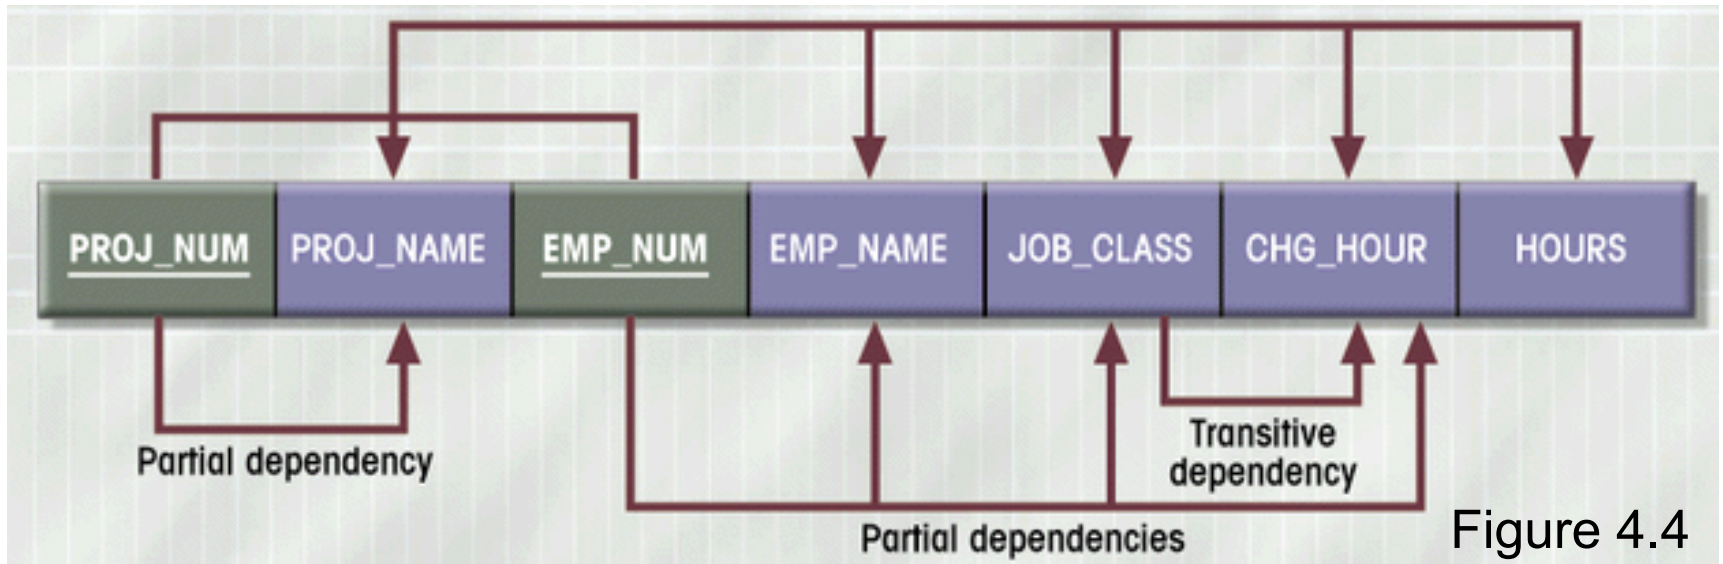 PROJ_NUM PROJ_NAME EMP_NUM EMP_NAME JOB_CLASS CHG_HOUR HOURS
Partial dependency
Transitive
dependency
Partial dependencies
Figure 4.4